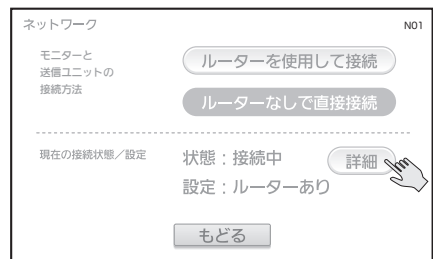 ネットワーク
N01
モニターと
送信ユニットの
接続方法
ルーターを使用して接続
ルーターなしで直接接続
現在の接続状態／設定
状態：接続中
詳細
設定：ルーターあり
もどる